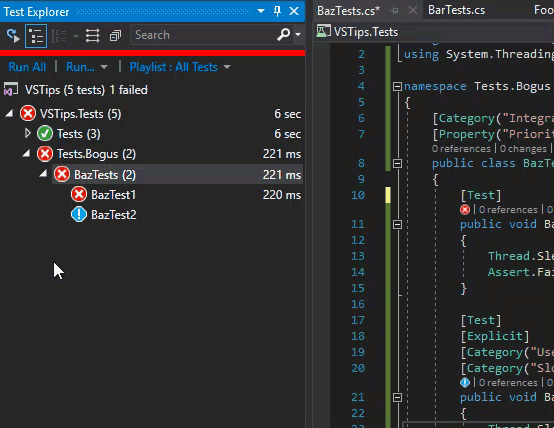 Test Explorer
Search
Run All | Run... | Playlist : All Tests
VSTips (5 tests) 1 failed
VSTips.Tests (5) 6 sec
Tests (3) 6 sec
Tests.Bogus (2) 221 ms
BazTests (2) 221 ms
BazTest1 220 ms
BazTest2
BazTests.cs* BarTests.cs Foo
VSTips.Tests
2 using System.Threading
3
4 namespace Tests.Bogus
5 {
6 [Category("Integra
7 [Property("Priorit
0 references | 0 changes |
8 public class BazTe
9 {
10 [Test]
| 0 references | 0
11 public void Ba
12 {
13 Thread.Sle
14 Assert.Fai
15 }
16
17 [Test]
18 [Explicit]
19 [Category("Use
20 [Category("Slo
| 0 references | 0
21 public void Ba
22 {
23 Thread.Sle